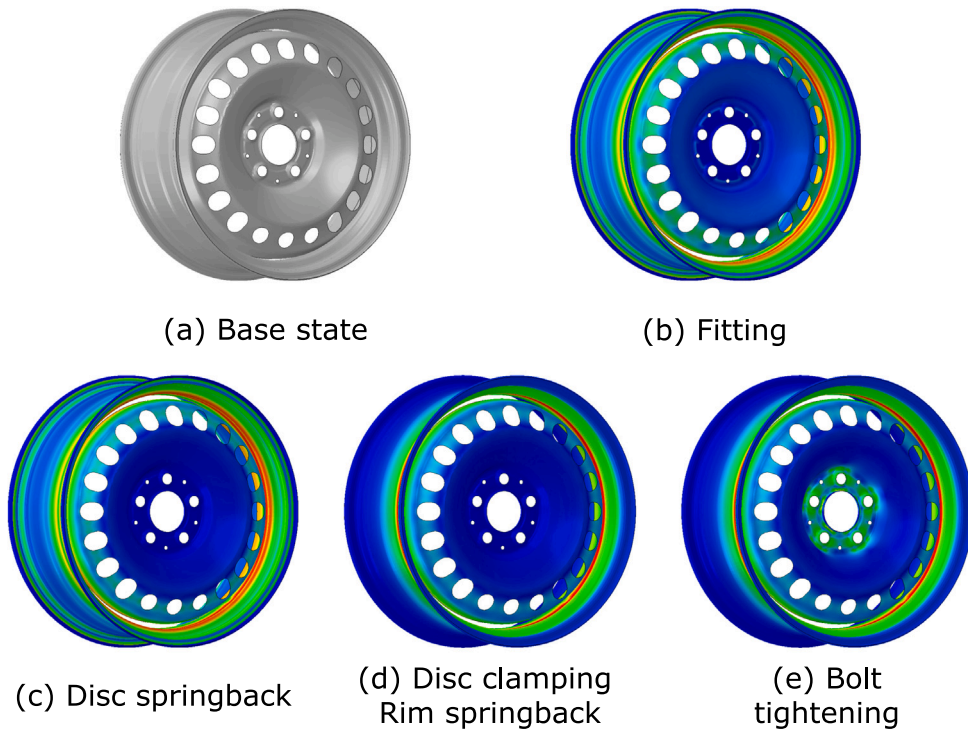 (a) Base state
(b) Fitting
(c) Disc springback
(d) Disc clamping
Rim springback
(e) Bolt
tightening